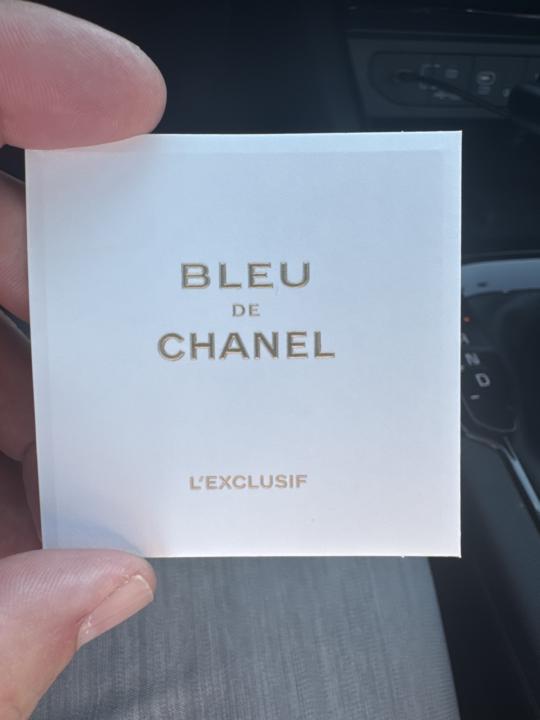 BLEU
DE
CHANEL
L'EXCLUSIF
N
D